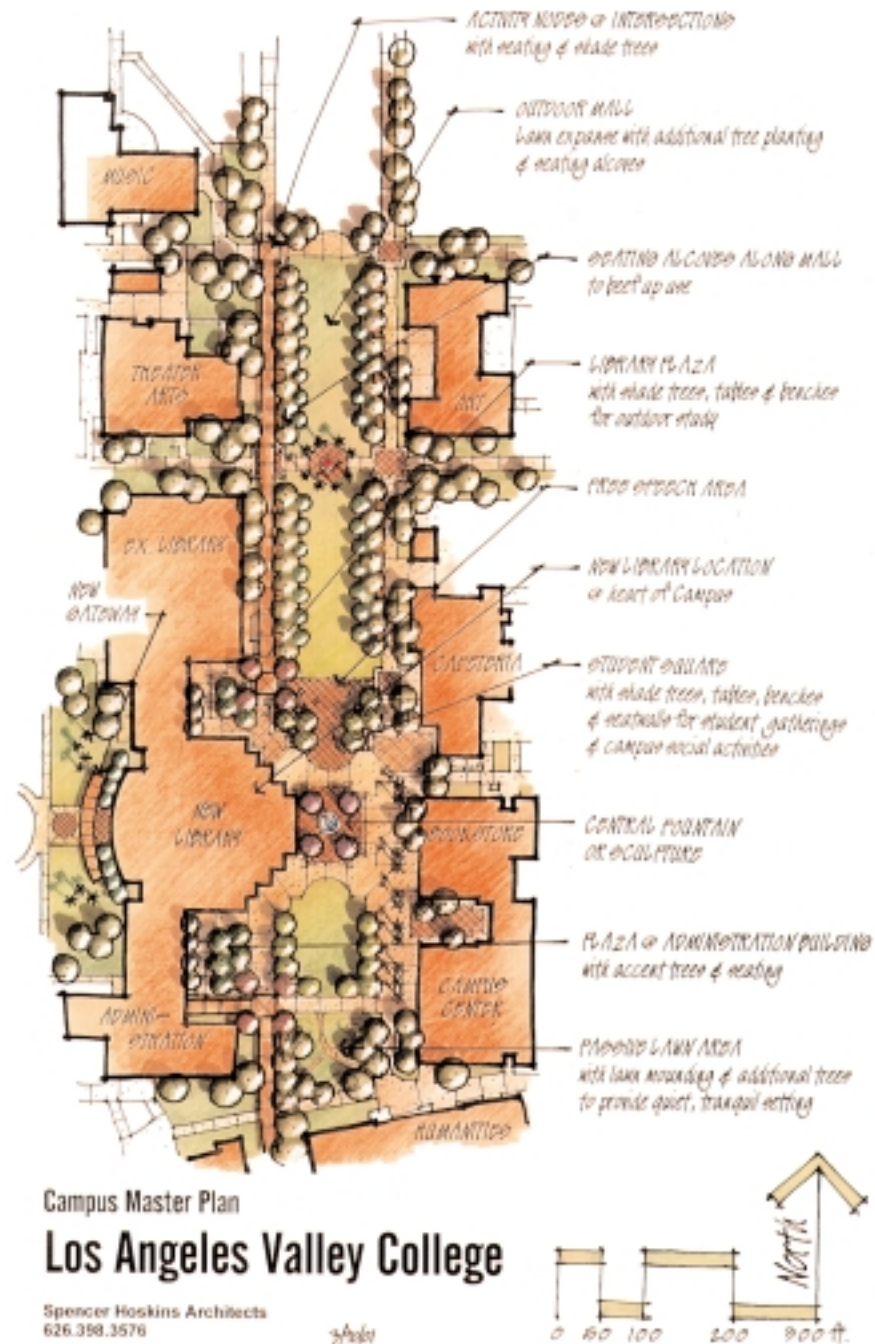 ACTIVITY NODES @ INTERSECTIONS
with seating & shade trees
OUTDOOR MALL
Lawn expanse with additional tree planting
& seating alcoves
MUSIC
SEATING ALCOVES ALONG MALL
to beef up use
THEATER
ARTS
ART
LIBRARY PLAZA
with shade trees, tables & benches
for outdoor study
FREE SPEECH AREA
EX. LIBRARY
NEW
GATEWAY
NEW LIBRARY LOCATION
@ heart of Campus
CAFETERIA
STUDENT SQUARE
with shade trees, tables, benches
& seatwalls for student gatherings
& campus social activities
NEW
LIBRARY
BOOKSTORE
CENTRAL FOUNTAIN
OR SCULPTURE
PLAZA @ ADMINISTRATION BUILDING
with accent trees & seating
CAMPUS
CENTER
ADMINI-
STRATION
PASSIVE LAWN AREA
with lawn mounding & additional trees
to provide quiet, tranquil setting
HUMANITIES
Campus Master Plan
Los Angeles Valley College
North
Spencer Hoskins Architects
626.398.3576
0 50 100 200 300 ft.